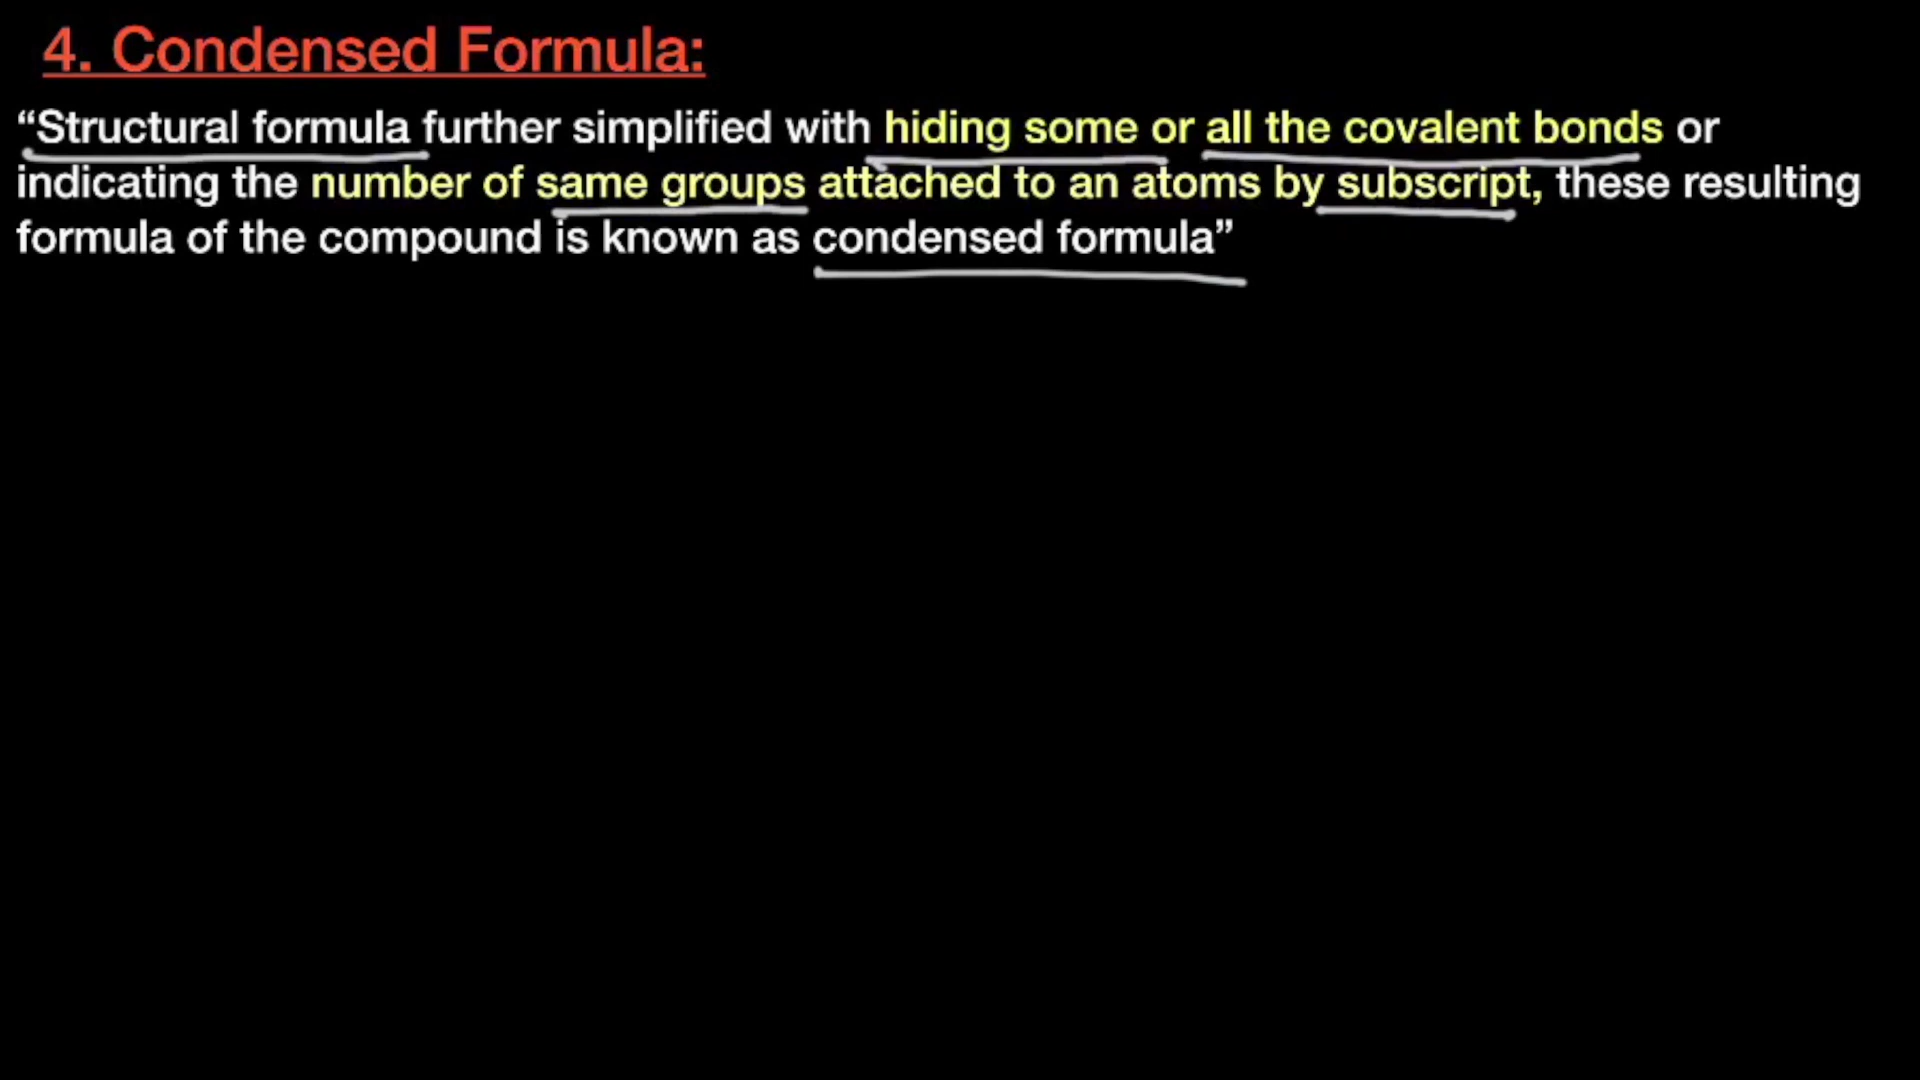 4. Condensed Formula:
“Structural formula further simplified with hiding some or all the covalent bonds or
indicating the number of same groups attached to an atoms by subscript, these resulting
formula of the compound is known as condensed formula”